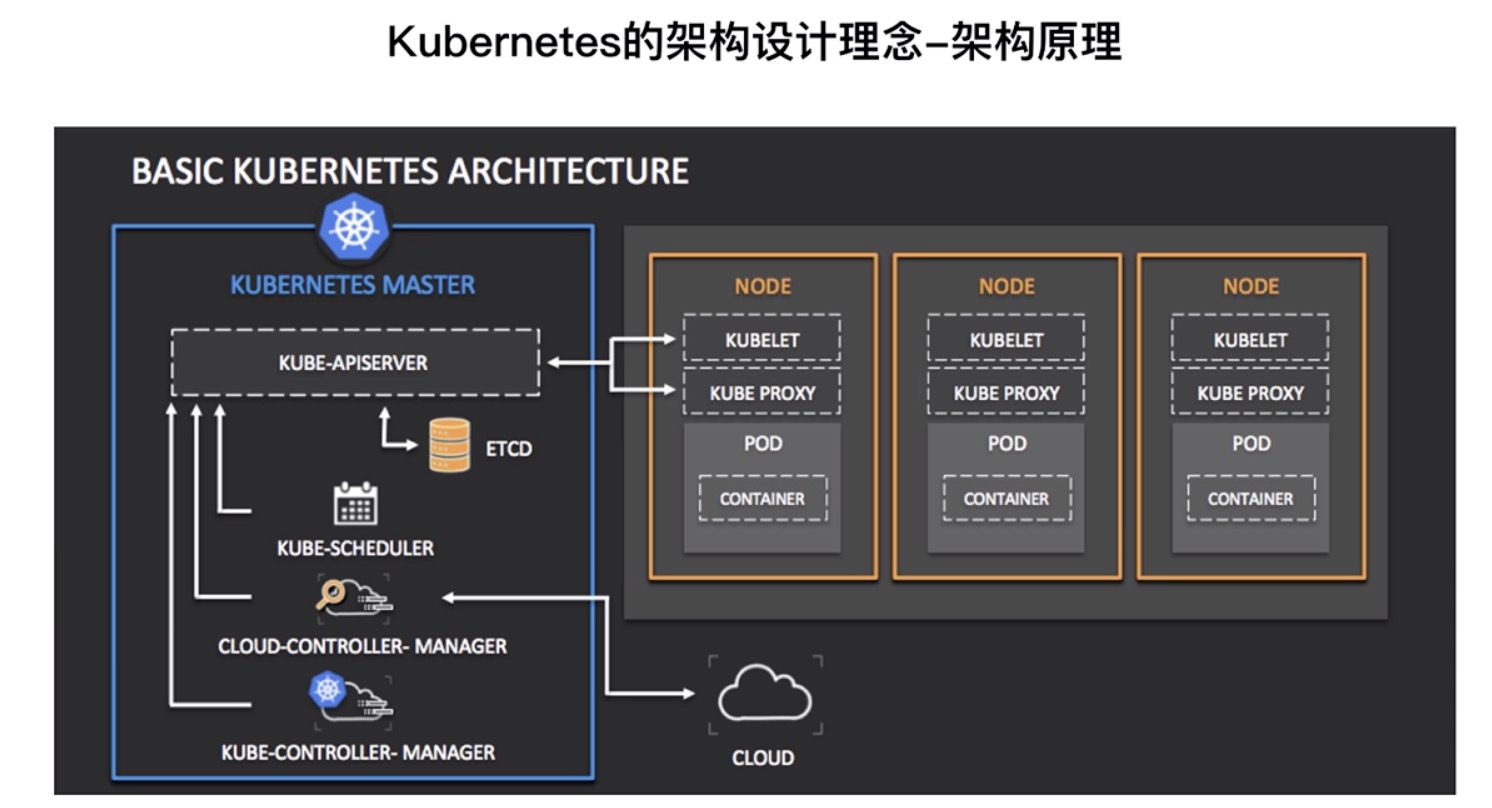 Kubernetes的架构设计理念–架构原理
BASIC KUBERNETES ARCHITECTURE
KUBERNETES MASTER
KUBE-APISERVER
ETCD
KUBE-SCHEDULER
CLOUD-CONTROLLER- MANAGER
KUBE-CONTROLLER- MANAGER
NODE
KUBELET
KUBE PROXY
POD
CONTAINER
NODE
KUBELET
KUBE PROXY
POD
CONTAINER
NODE
KUBELET
KUBE PROXY
POD
CONTAINER
CLOUD